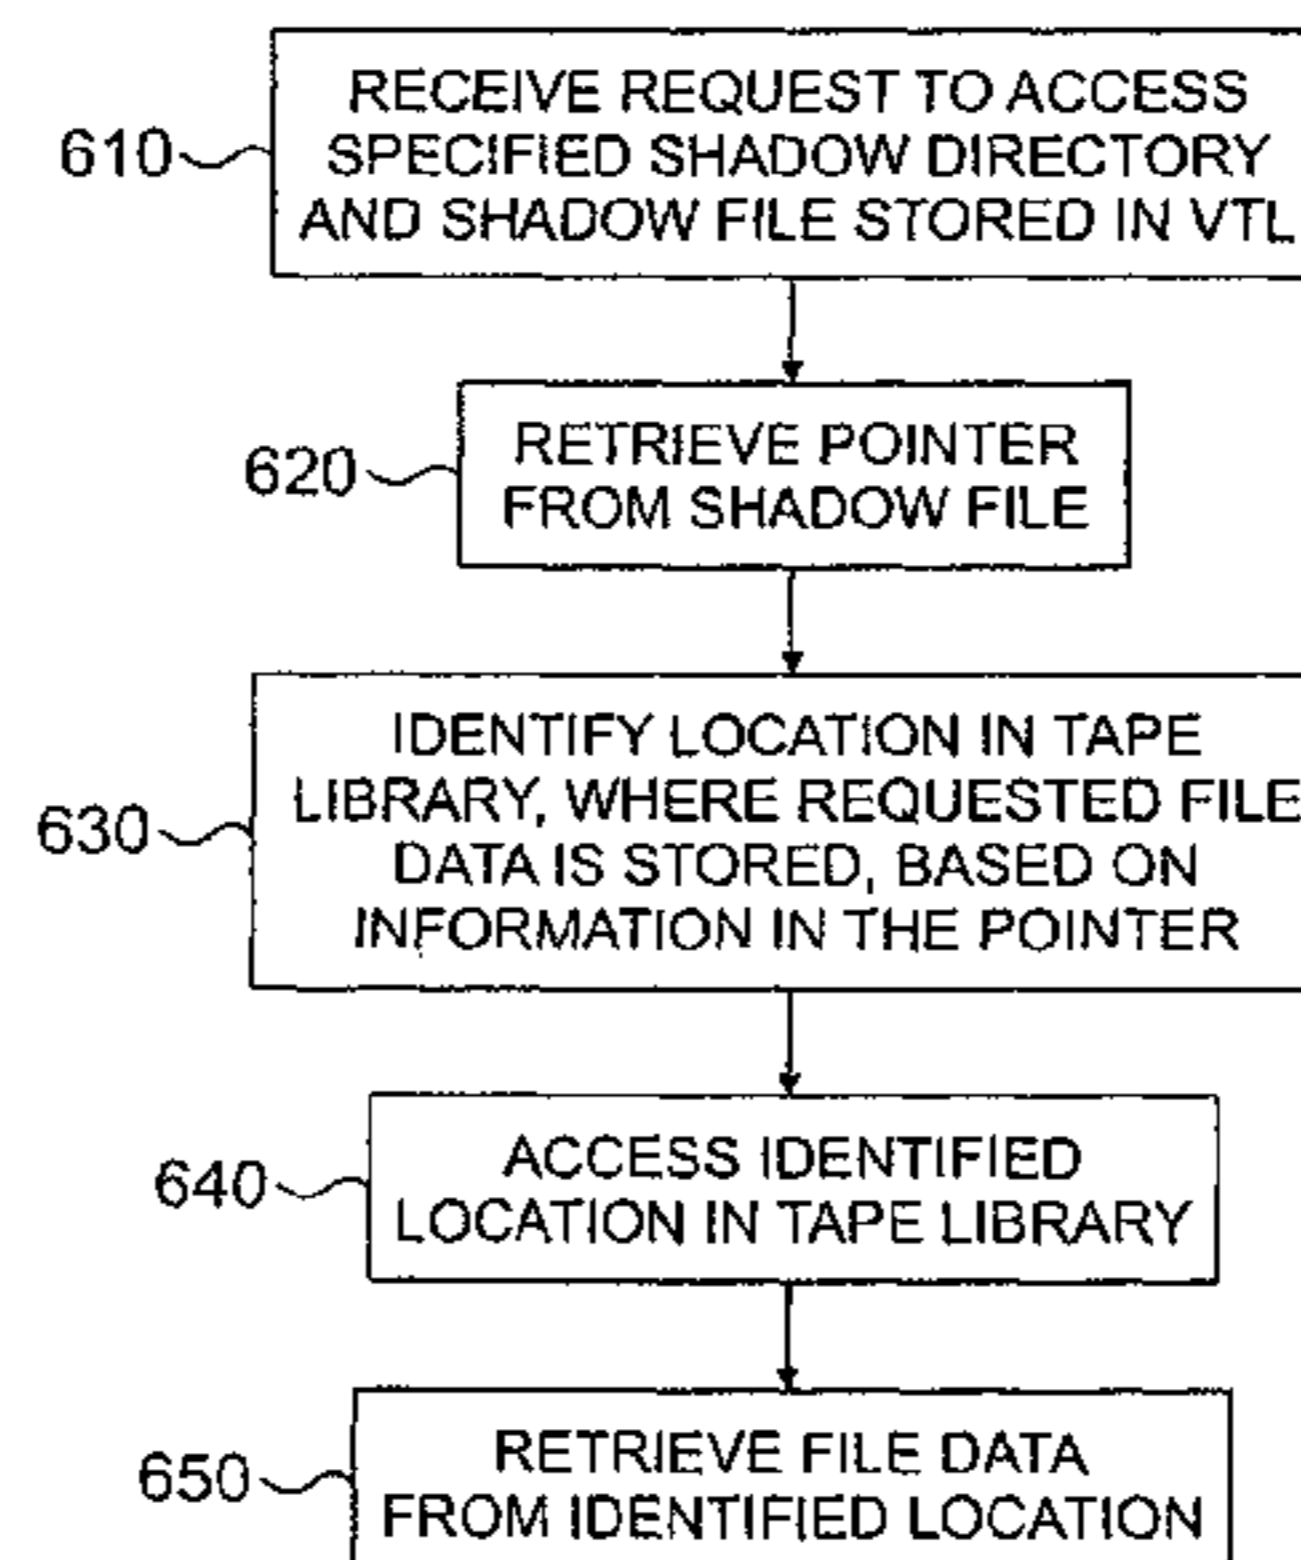 RECEIVE REQUEST TO ACCESS
SPECIFIED SHADOW DIRECTORY
AND SHADOW FILE STORED IN VTL
610
RETRIEVE POINTER
FROM SHADOW FILE
620
IDENTIFY LOCATION IN TAPE
LIBRARY, WHERE REQUESTED FILE
DATA IS STORED, BASED ON
INFORMATION IN THE POINTER
630
ACCESS IDENTIFIED
LOCATION IN TAPE LIBRARY
640
RETRIEVE FILE DATA
FROM IDENTIFIED LOCATION
650